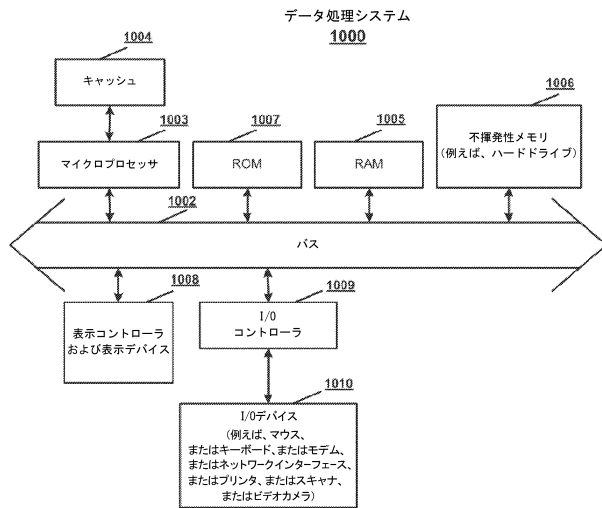 データ処理システム
1000
1004
キャッシュ
1003
マイクロプロセッサ
1007
ROM
1005
RAM
1006
不揮発性メモリ
(例えば、ハードドライブ)
1002
バス
1008
表示コントローラ
および表示デバイス
1009
I/O
コントローラ
1010
I/Oデバイス
(例えば、マウス、
またはキーボード、またはモデム、
またはネットワークインターフェース、
またはプリンタ、またはスキャナ、
またはビデオカメラ)